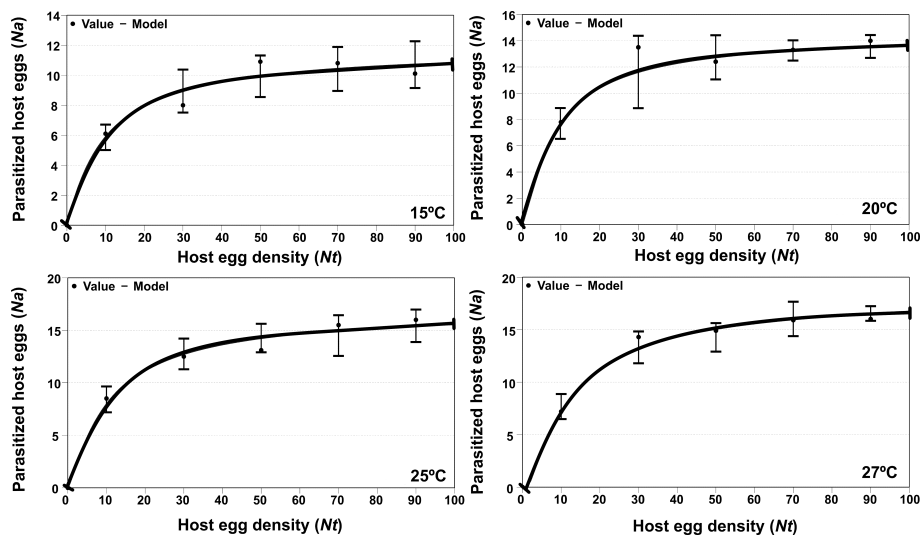 Value – Model
Parasitized host eggs (Na)
14
12
10
8
6
4
2
0
0 10 20 30 40 50 60 70 80 90 100
15ºC
Host egg density (Nt)
Value – Model
Parasitized host eggs (Na)
16
14
12
10
8
6
4
2
0
0 10 20 30 40 50 60 70 80 90 100
20ºC
Host egg density (Nt)
Value – Model
Parasitized host eggs (Na)
20
15
10
5
0
0 10 20 30 40 50 60 70 80 90 100
25ºC
Host egg density (Nt)
Value – Model
Parasitized host eggs (Na)
20
15
10
5
0
0 10 20 30 40 50 60 70 80 90 100
27ºC
Host egg density (Nt)